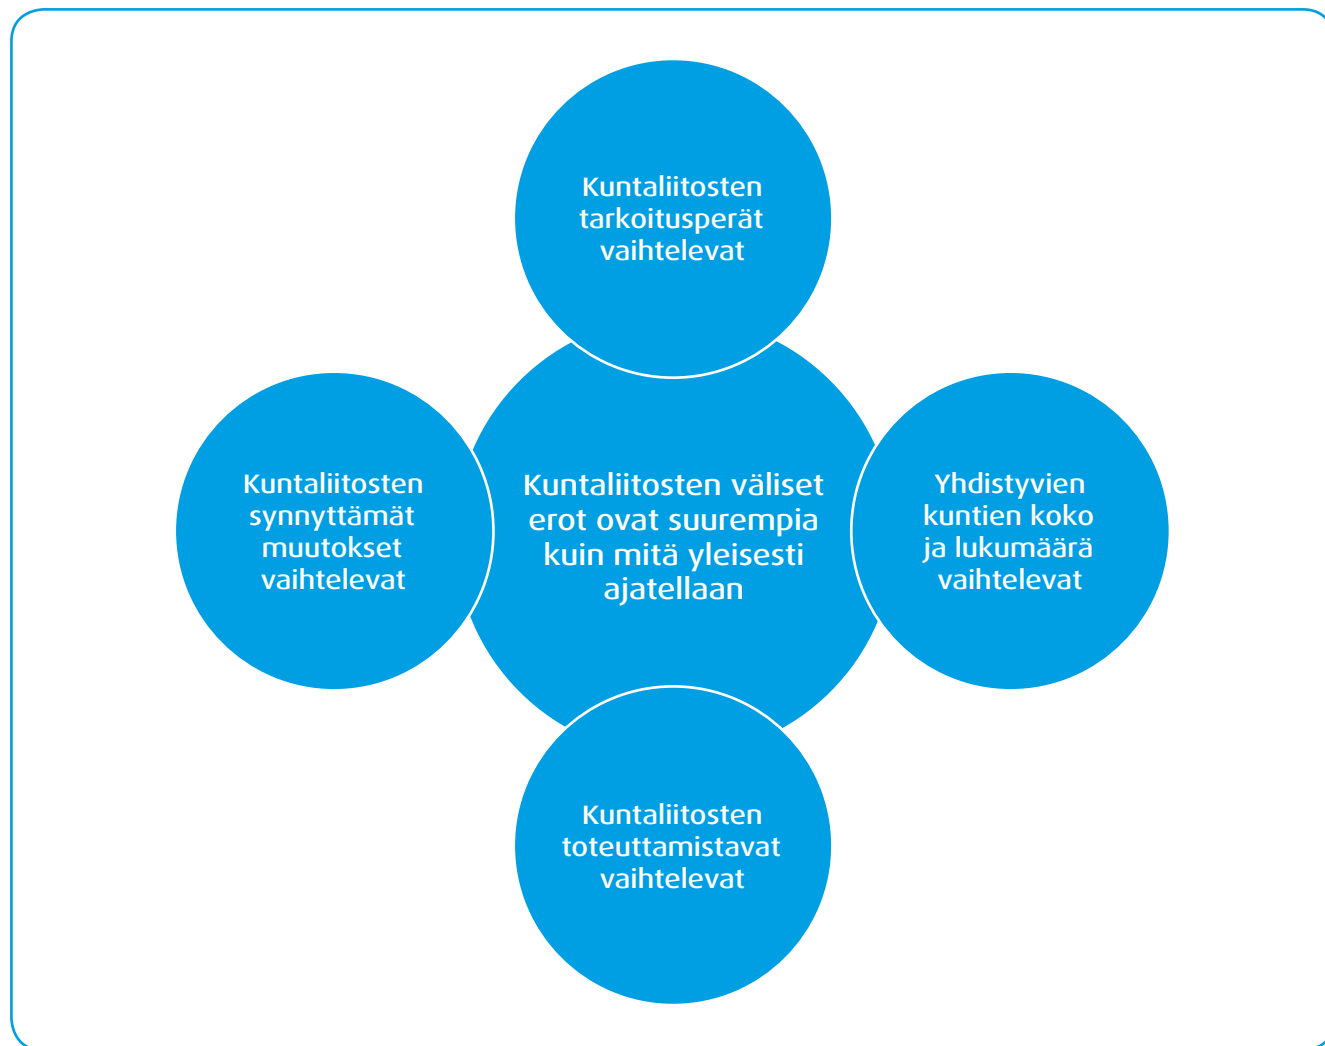 Kuntaliitosten
tarkoitusperät
vaihtelevat
Kuntaliitosten
synnyttämät
muutokset
vaihtelevat
Kuntaliitosten väliset
erot ovat suurempia
kuin mitä yleisesti
ajatellaan
Yhdistyvien
kuntien koko
ja lukumäärä
vaihtelevat
Kuntaliitosten
toteuttamistavat
vaihtelevat